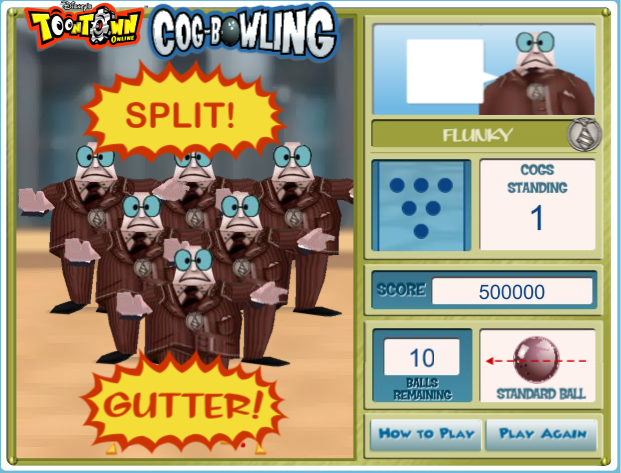 Disney's
TOONTOWN
ONLINE
COG-BOWLING
SPLIT!
GUTTER!
FLUNKY
COGS
STANDING
1
SCORE 500000
10
BALLS
REMAINING
STANDARD BALL
HOW TO PLAY
PLAY AGAIN